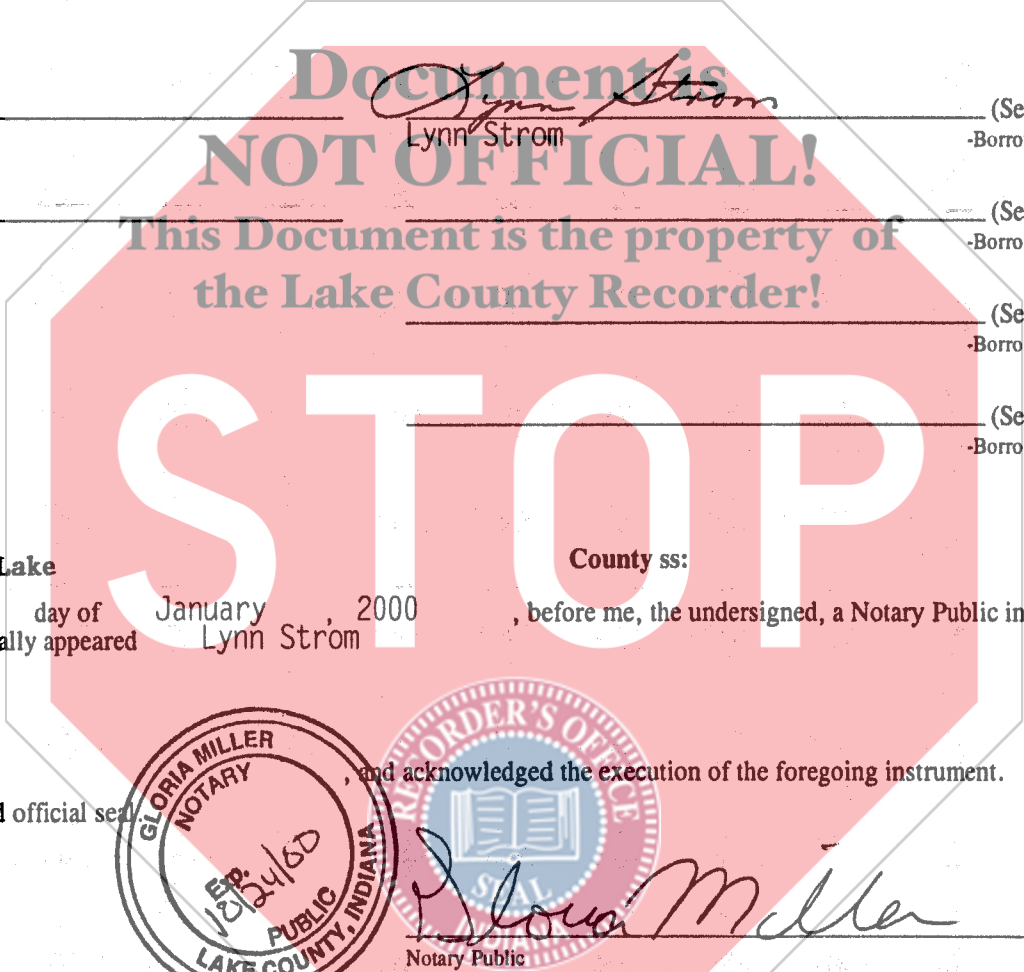 Document is
Lynn Strom (Se
Lynn Strom -Borro
NOT OFFICIAL!
(Se
This Document is the property of
-Borro
the Lake County Recorder!
(Se
-Borro
STOP
(Se
-Borro
Lake County ss:
day of January , 2000 , before me, the undersigned, a Notary Public in
ally appeared Lynn Strom
RECORDER'S OFFICE
SEAL
INDIANA
, and acknowledged the execution of the foregoing instrument.
official seal.
GLORIA MILLER
NOTARY
Exp.
PUBLIC
LAKE COUNTY, INDIANA
Gloria Miller
Notary Public